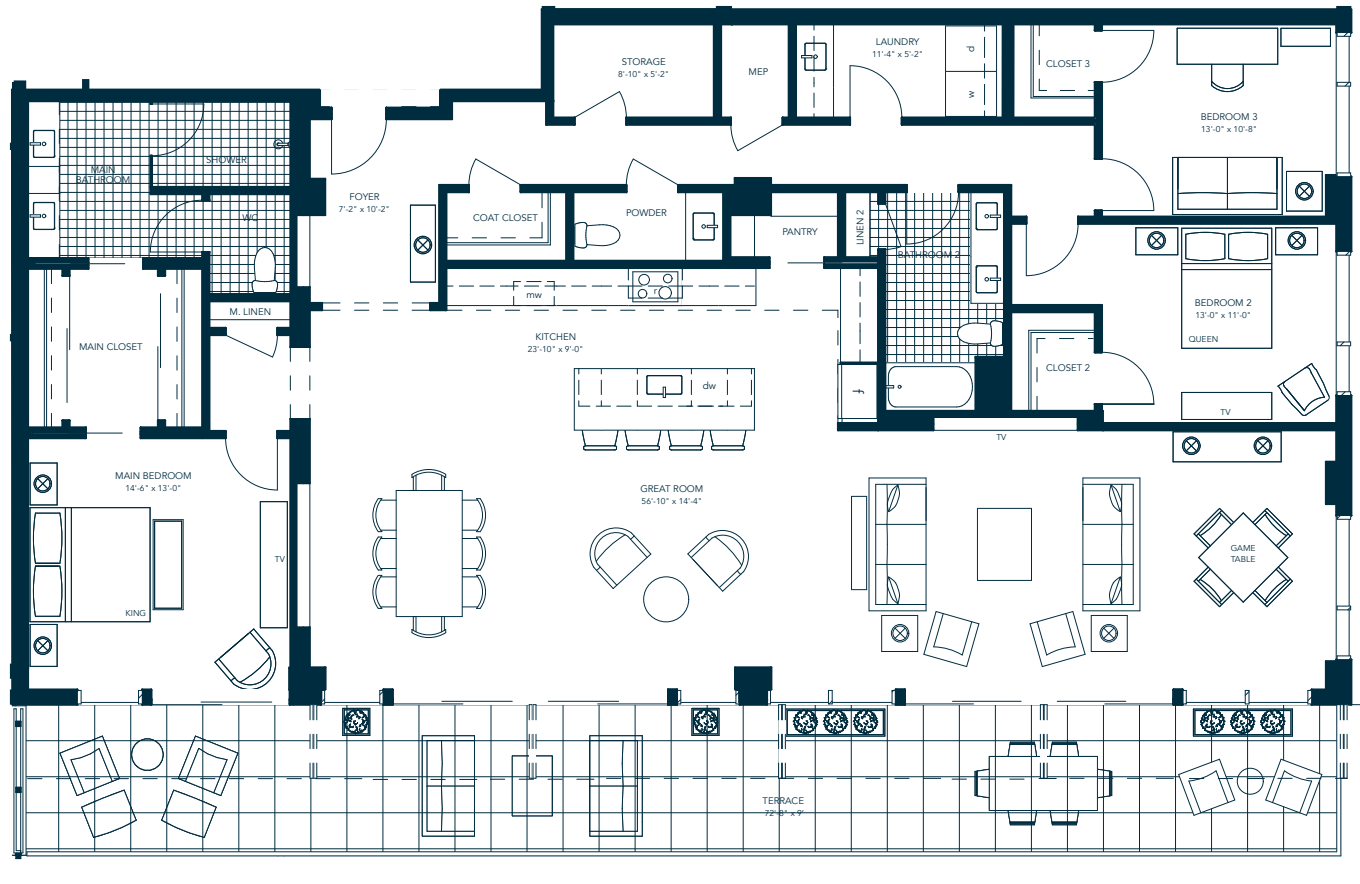 STORAGE
8'-10" x 5'-2"
MEP
LAUNDRY
11'-4" x 5'-2"
d
w
CLOSET 3
BEDROOM 3
13'-0" x 10'-8"
MAIN
BATHROOM
SHOWER
WC
FOYER
7'-2" x 10'-2"
COAT CLOSET
POWDER
PANTRY
LINEN 2
BATHROOM 2
BEDROOM 2
13'-0" x 11'-0"
QUEEN
TV
CLOSET 2
M. LINEN
MAIN CLOSET
mw
r
KITCHEN
23'-10" x 9'-0"
dw
f
TV
MAIN BEDROOM
14'-6" x 13'-0"
KING
TV
GREAT ROOM
56'-10" x 14'-4"
GAME
TABLE
TERRACE
72'-8" x 9'